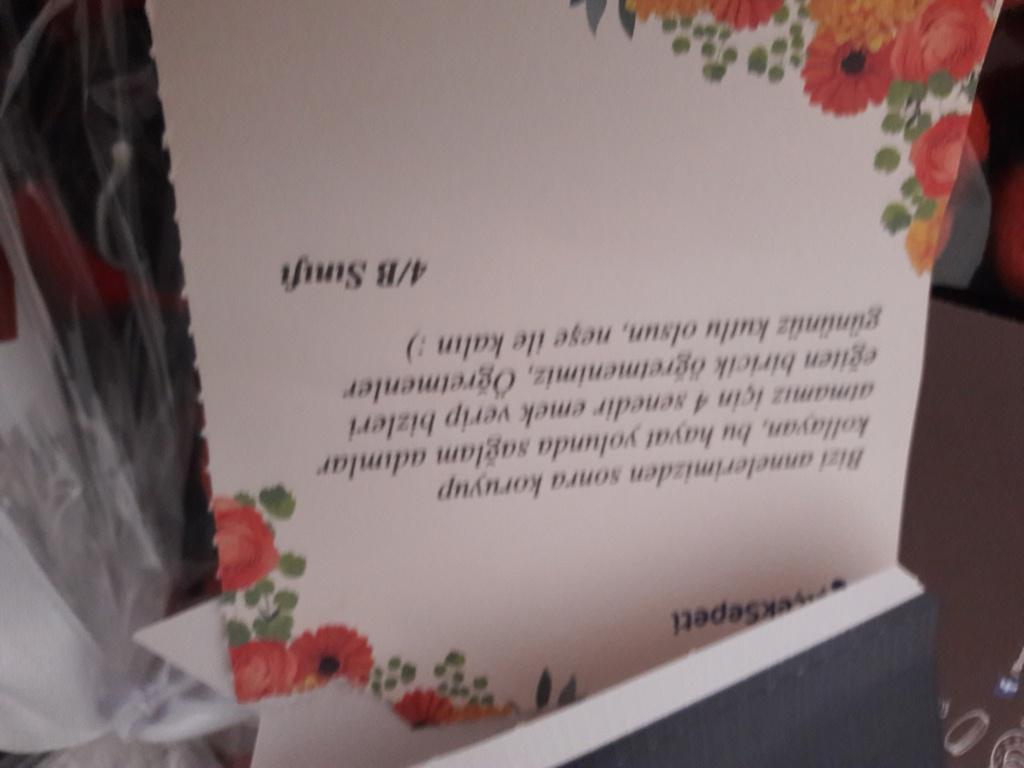 ÇiçekSepeti
Bizi annelerimizden sonra koruyup
kollayan, bu hayat yolunda sağlam adımlar
atmamız için 4 senedir emek verip bizleri
eğiten biricik öğretmenimiz, Öğretmenler
gününüz kutlu olsun, neşe ile kalın :)
4/B Sınıfı